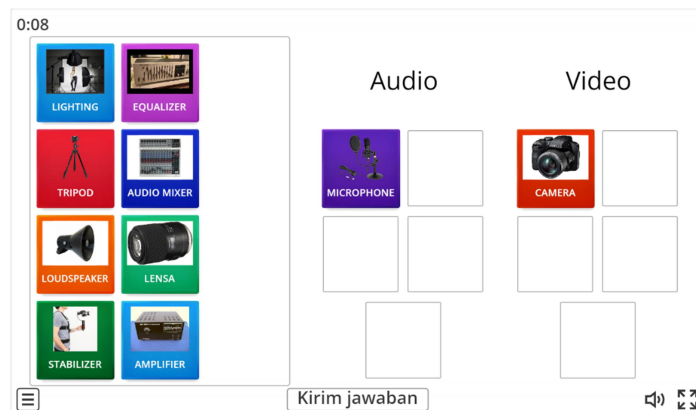 0:08
Audio
Video
LIGHTING
EQUALIZER
TRIPOD
AUDIO MIXER
MICROPHONE
CAMERA
LOUDSPEAKER
LENSA
STABILIZER
AMPLIFIER
Kirim jawaban